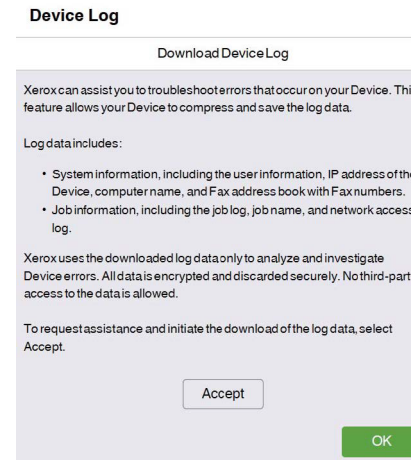 Device Log
Download Device Log
Xerox can assist you to troubleshoot errors that occur on your Device. Thi
feature allows your Device to compress and save the log data.
Log data includes:
• System information, including the user information, IP address of the
Device, computer name, and Fax address book with Fax numbers.
• Job information, including the job log, job name, and network access
log.
Xerox uses the downloaded log data only to analyze and investigate
Device errors. All data is encrypted and discarded securely. No third-part
access to the data is allowed.
To request assistance and initiate the download of the log data, select
Accept.
Accept
OK